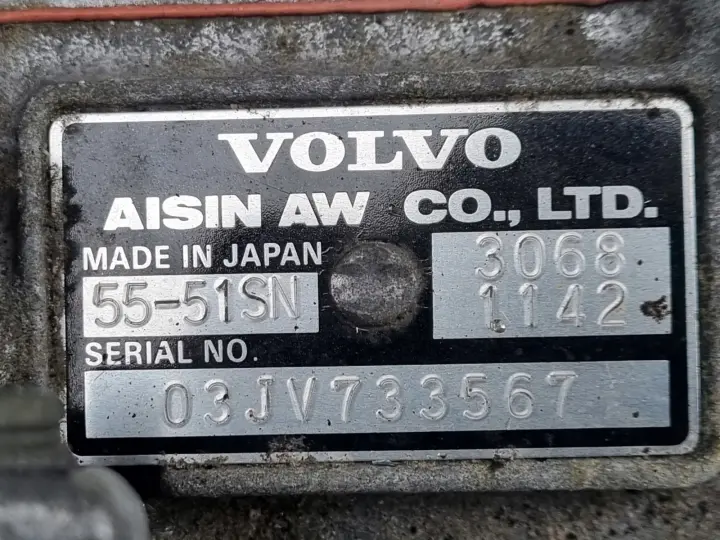 VOLVO
AISIN AW CO., LTD.
MADE IN JAPAN
55-51SN
3068
1142
SERIAL NO.
03JV733567